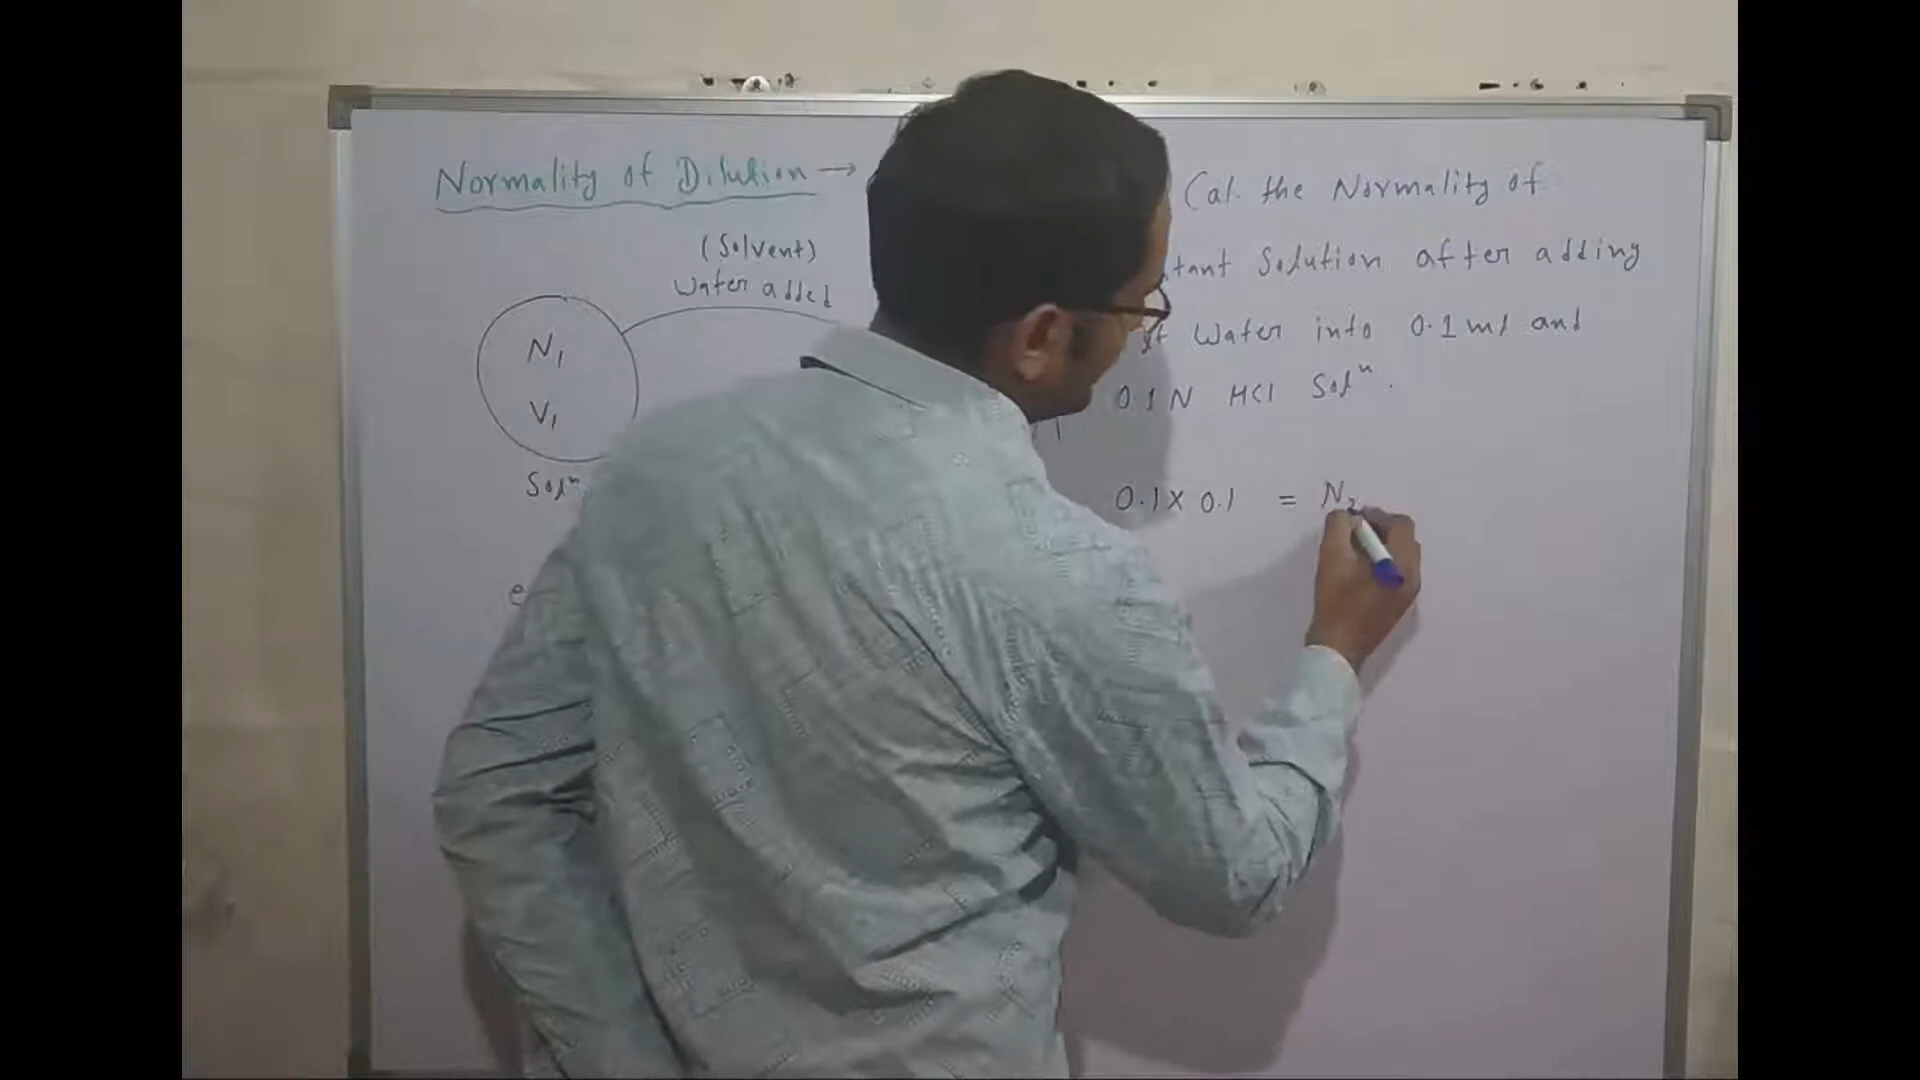 Normality of Dilution →
(Solvent)
Water added
N1
V1
Solⁿ
Cal. the Normality of
tant Solution after adding
Water into 0.1 ml and
0.1 N HCl Solⁿ.
0.1 x 0.1 = N2